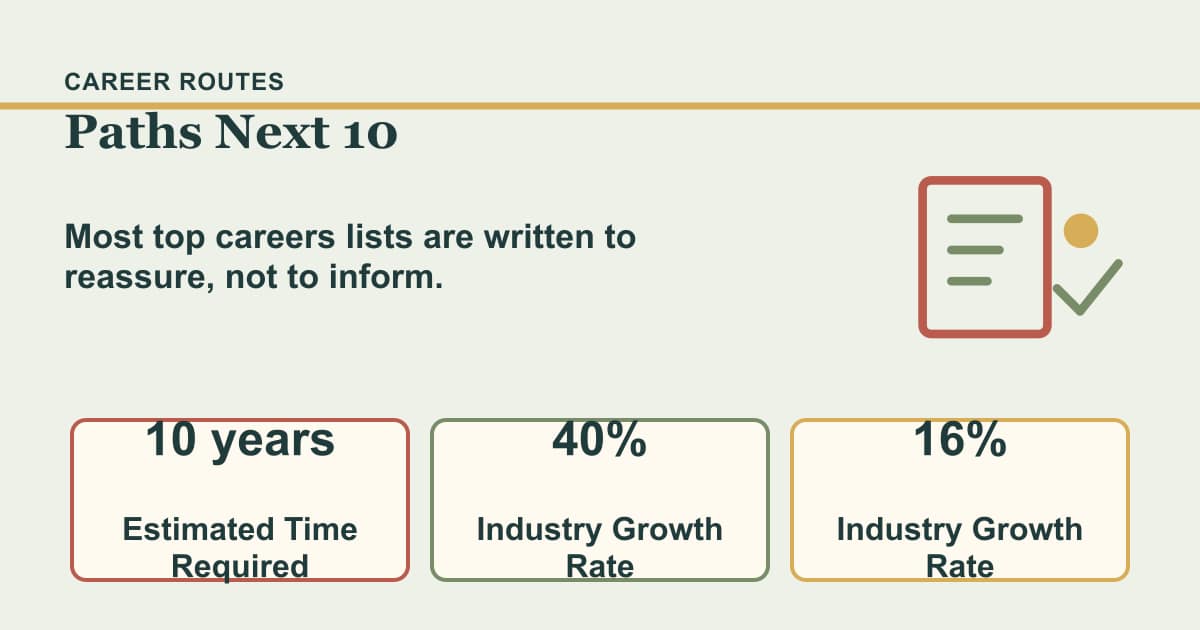 CAREER ROUTES
Paths Next 10
Most top careers lists are written to
reassure, not to inform.
10 years
Estimated Time
Required
40%
Industry Growth
Rate
16%
Industry Growth
Rate